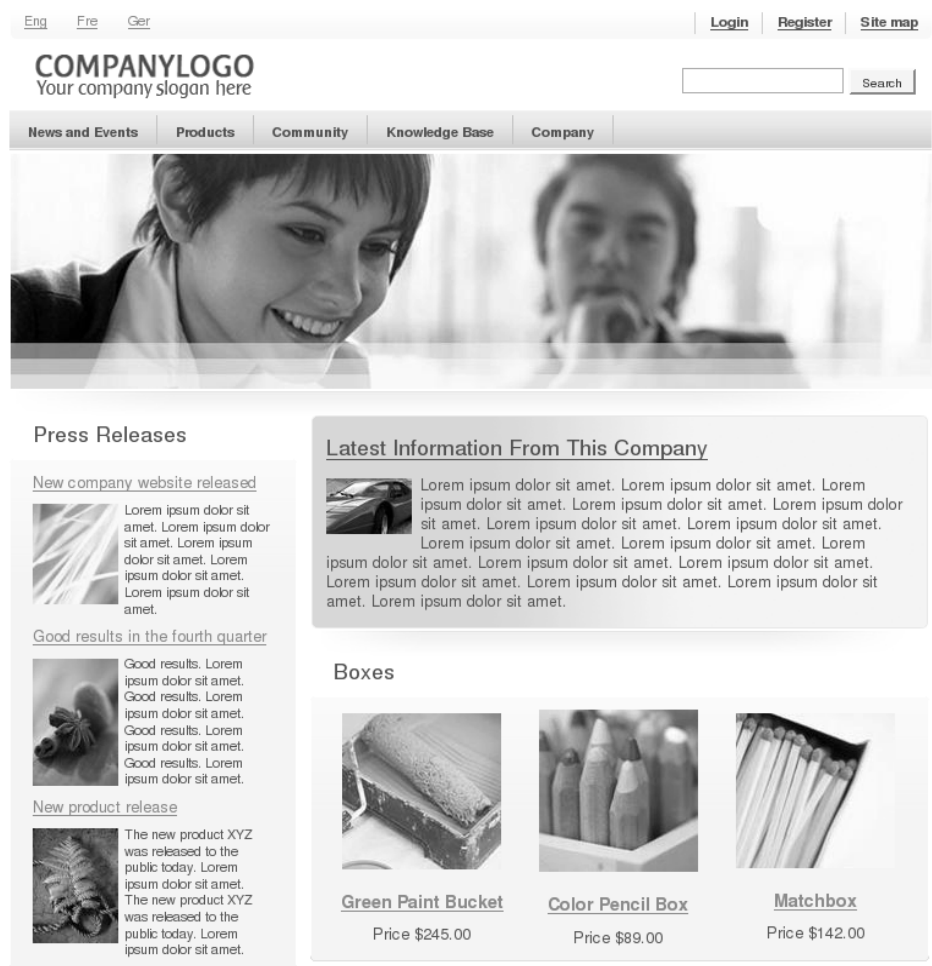 Eng Fre Ger Login Register Site map
COMPANYLOGO
Your company slogan here
Search
News and Events Products Community Knowledge Base Company
Press Releases
New company website released
Lorem ipsum dolor sit
amet. Lorem ipsum dolor
sit amet. Lorem ipsum
dolor sit amet. Lorem
ipsum dolor sit amet.
Lorem ipsum dolor sit
amet.
Good results in the fourth quarter
Good results. Lorem
ipsum dolor sit amet.
Good results. Lorem
ipsum dolor sit amet.
Good results. Lorem
ipsum dolor sit amet.
Good results. Lorem
ipsum dolor sit amet.
New product release
The new product XYZ
was released to the
public today. Lorem
ipsum dolor sit amet.
The new product XYZ
was released to the
public today. Lorem
ipsum dolor sit amet.
Latest Information From This Company
Lorem ipsum dolor sit amet. Lorem ipsum dolor sit amet. Lorem
ipsum dolor sit amet. Lorem ipsum dolor sit amet. Lorem ipsum dolor
sit amet. Lorem ipsum dolor sit amet. Lorem ipsum dolor sit amet.
Lorem ipsum dolor sit amet. Lorem ipsum dolor sit amet. Lorem
ipsum dolor sit amet. Lorem ipsum dolor sit amet. Lorem ipsum dolor sit amet.
Lorem ipsum dolor sit amet. Lorem ipsum dolor sit amet. Lorem ipsum dolor sit
amet. Lorem ipsum dolor sit amet.
Boxes
Green Paint Bucket
Price $245.00
Color Pencil Box
Price $89.00
Matchbox
Price $142.00